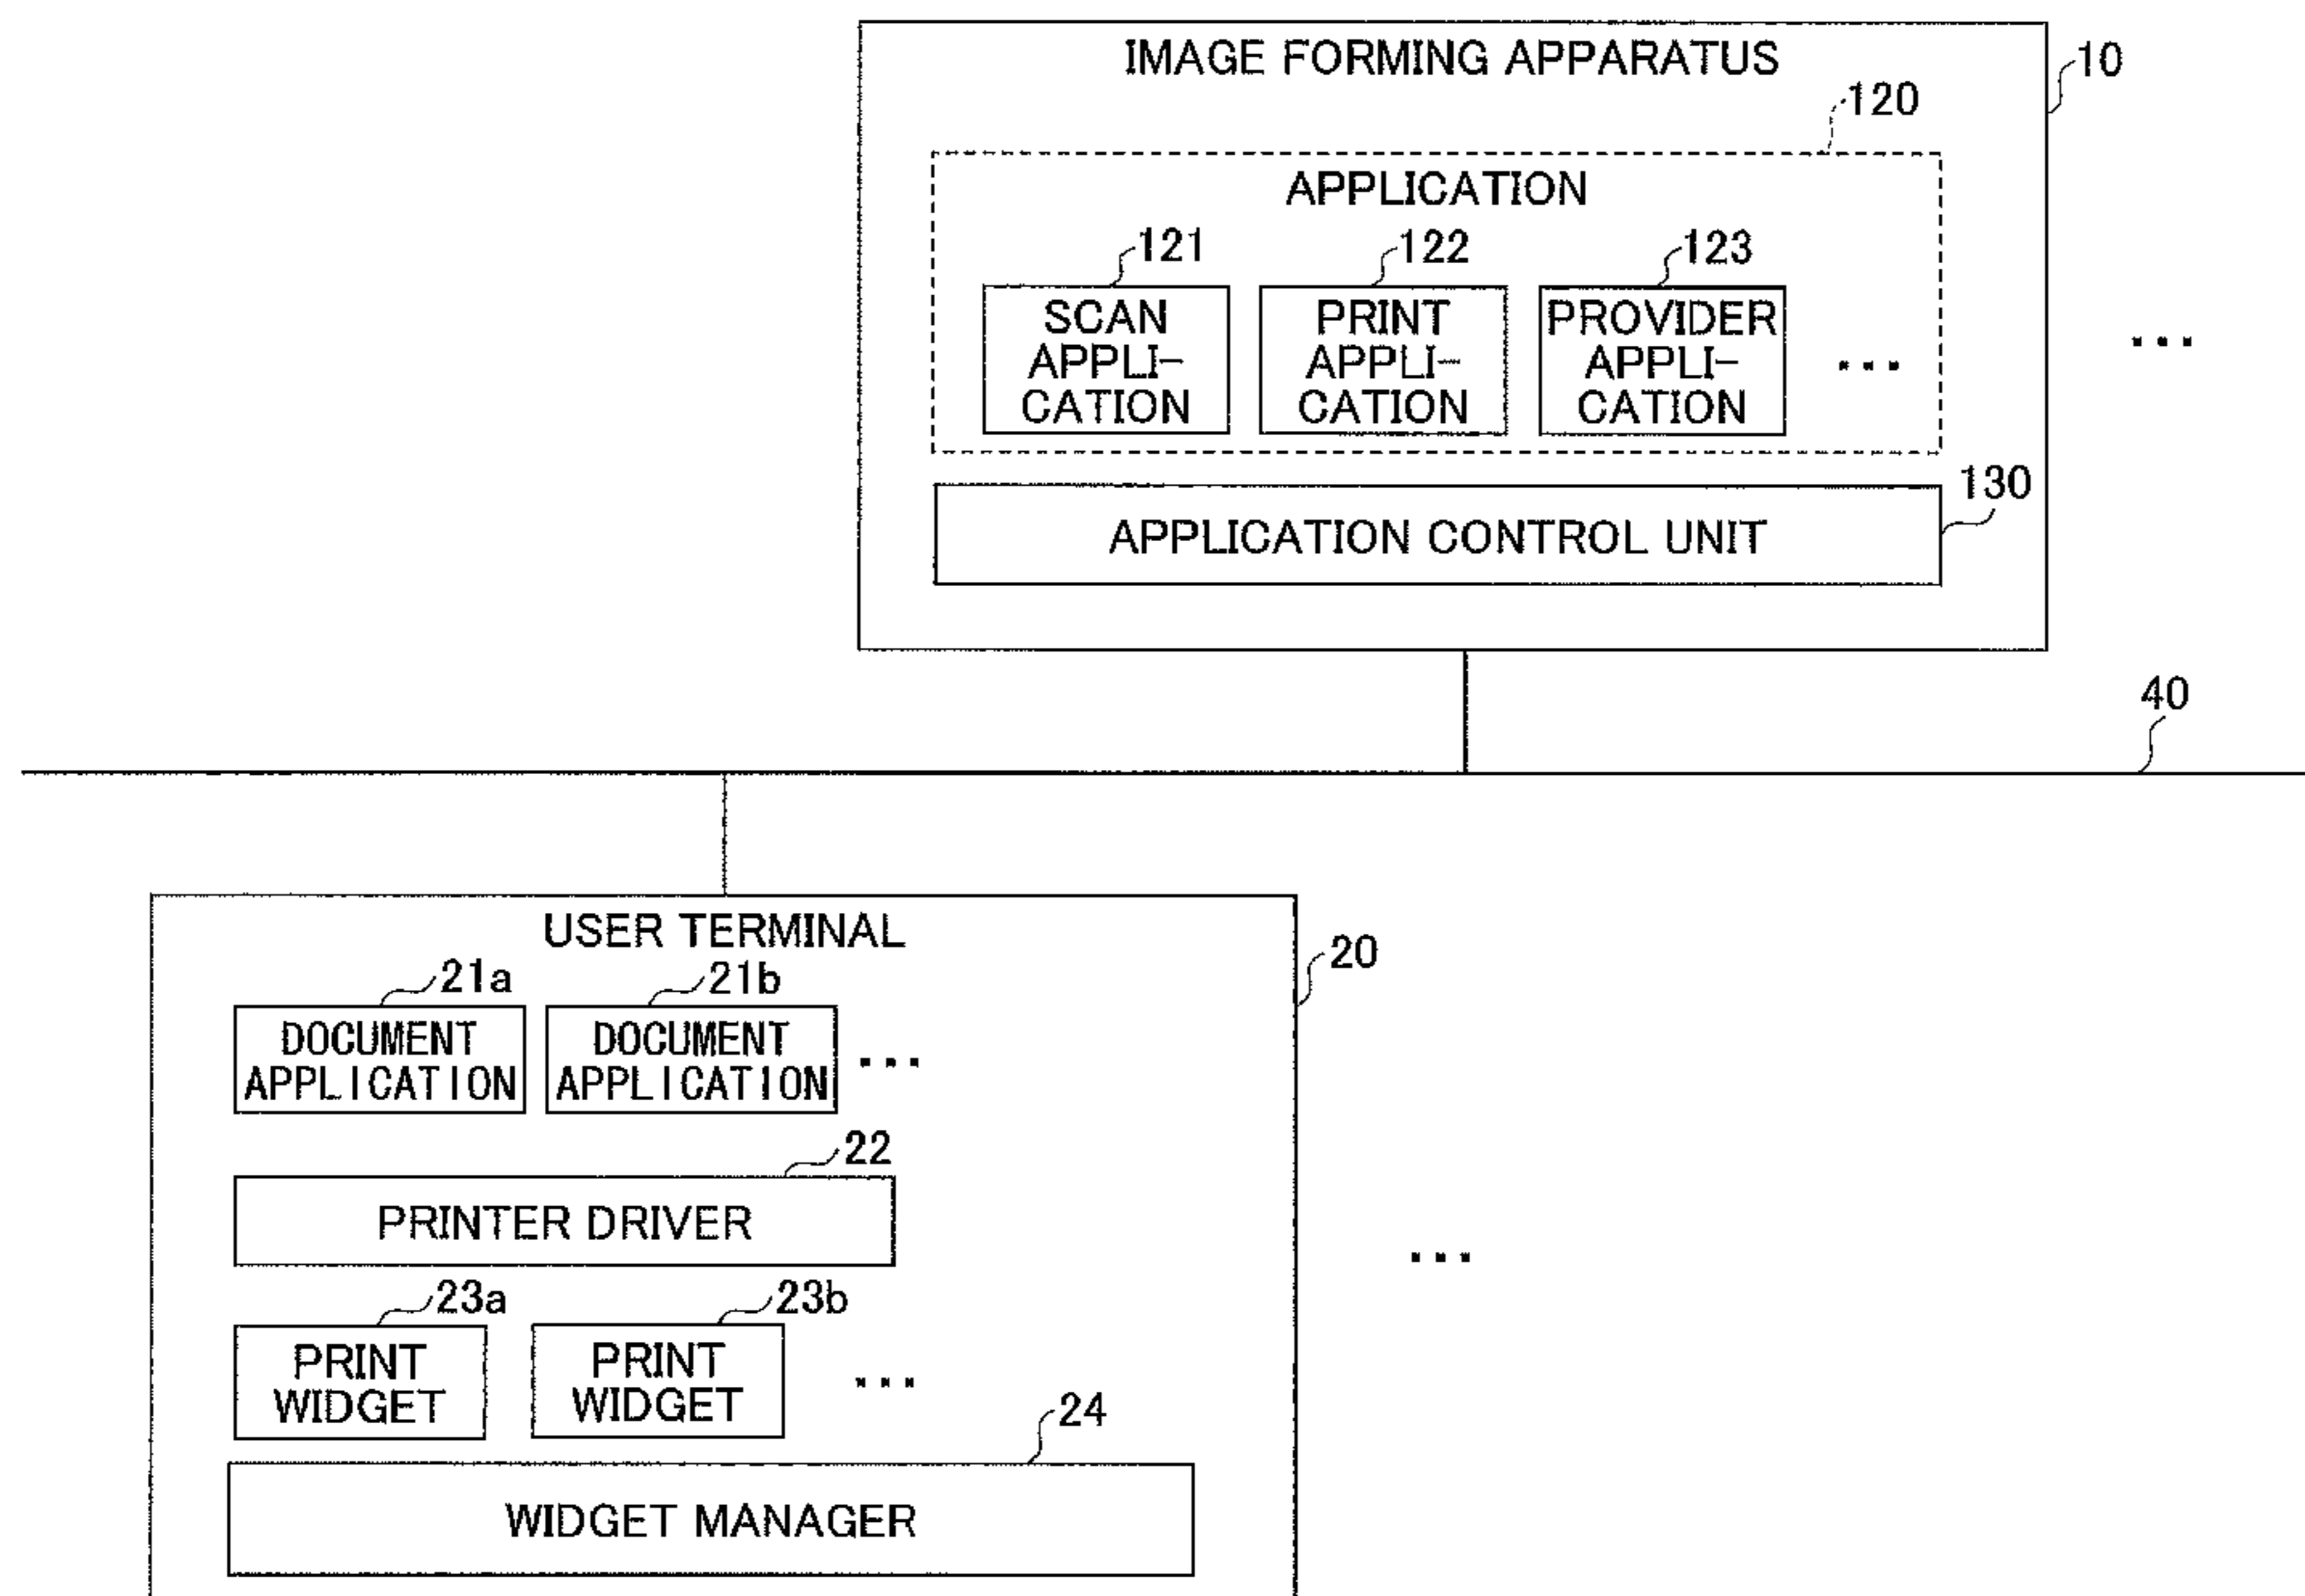 IMAGE FORMING APPARATUS
10
120
APPLICATION
121
122
123
SCAN
APPLI-
CATION
PRINT
APPLI-
CATION
PROVIDER
APPLI-
CATION
...
...
130
APPLICATION CONTROL UNIT
40
USER TERMINAL
20
21a
21b
DOCUMENT
APPLICATION
DOCUMENT
APPLICATION
...
22
PRINTER DRIVER
...
23a
23b
PRINT
WIDGET
PRINT
WIDGET
...
24
WIDGET MANAGER